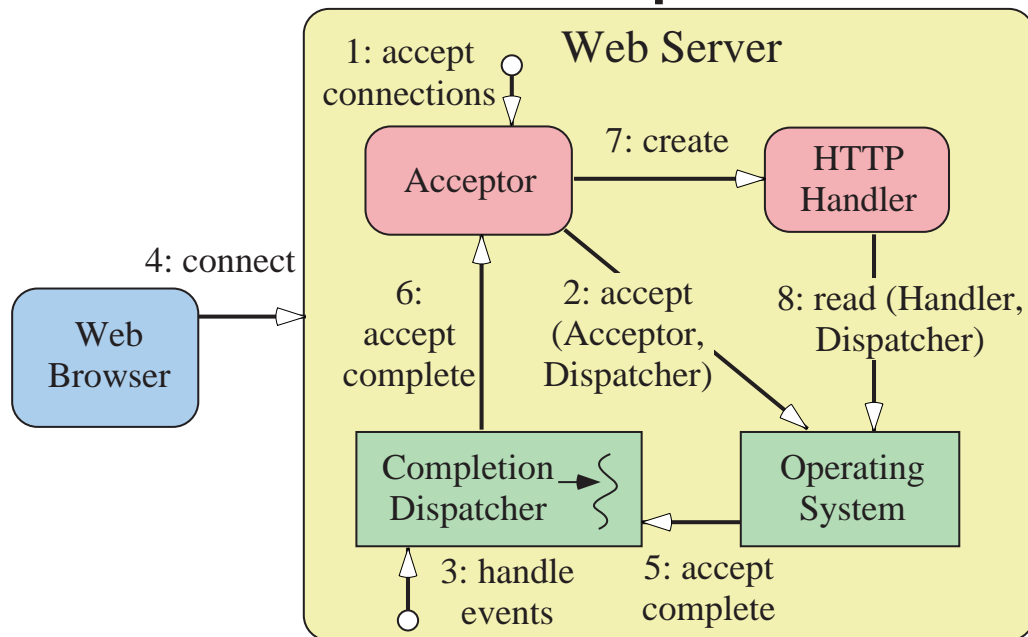 Web Server
1: accept
connections
7: create
Acceptor
HTTP
Handler
4: connect
6:
accept
complete
2: accept
(Acceptor,
Dispatcher)
8: read (Handler,
Dispatcher)
Web
Browser
Completion
Dispatcher
Operating
System
3: handle
events
5: accept
complete